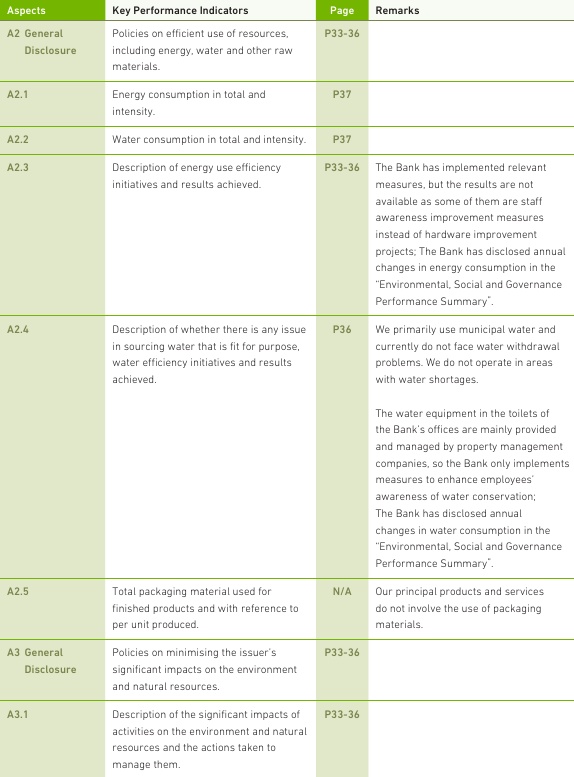 Aspects Key Performance Indicators Page Remarks
A2 General Disclosure
Policies on efficient use of resources,
including energy, water and other raw
materials.
P33-36
A2.1
Energy consumption in total and
intensity.
P37
A2.2
Water consumption in total and intensity.
P37
A2.3
Description of energy use efficiency
initiatives and results achieved.
P33-36
The Bank has implemented relevant
measures, but the results are not
available as some of them are staff
awareness improvement measures
instead of hardware improvement
projects; The Bank has disclosed annual
changes in energy consumption in the
“Environmental, Social and Governance
Performance Summary”.
A2.4
Description of whether there is any issue
in sourcing water that is fit for purpose,
water efficiency initiatives and results
achieved.
P36
We primarily use municipal water and
currently do not face water withdrawal
problems. We do not operate in areas
with water shortages.
The water equipment in the toilets of
the Bank’s offices are mainly provided
and managed by property management
companies, so the Bank only implements
measures to enhance employees’
awareness of water conservation;
The Bank has disclosed annual
changes in water consumption in the
“Environmental, Social and Governance
Performance Summary”.
A2.5
Total packaging material used for
finished products and with reference to
per unit produced.
N/A
Our principal products and services
do not involve the use of packaging
materials.
A3 General
Disclosure
Policies on minimising the issuer’s
significant impacts on the environment
and natural resources.
P33-36
A3.1
Description of the significant impacts of
activities on the environment and natural
resources and the actions taken to
manage them.
P33-36